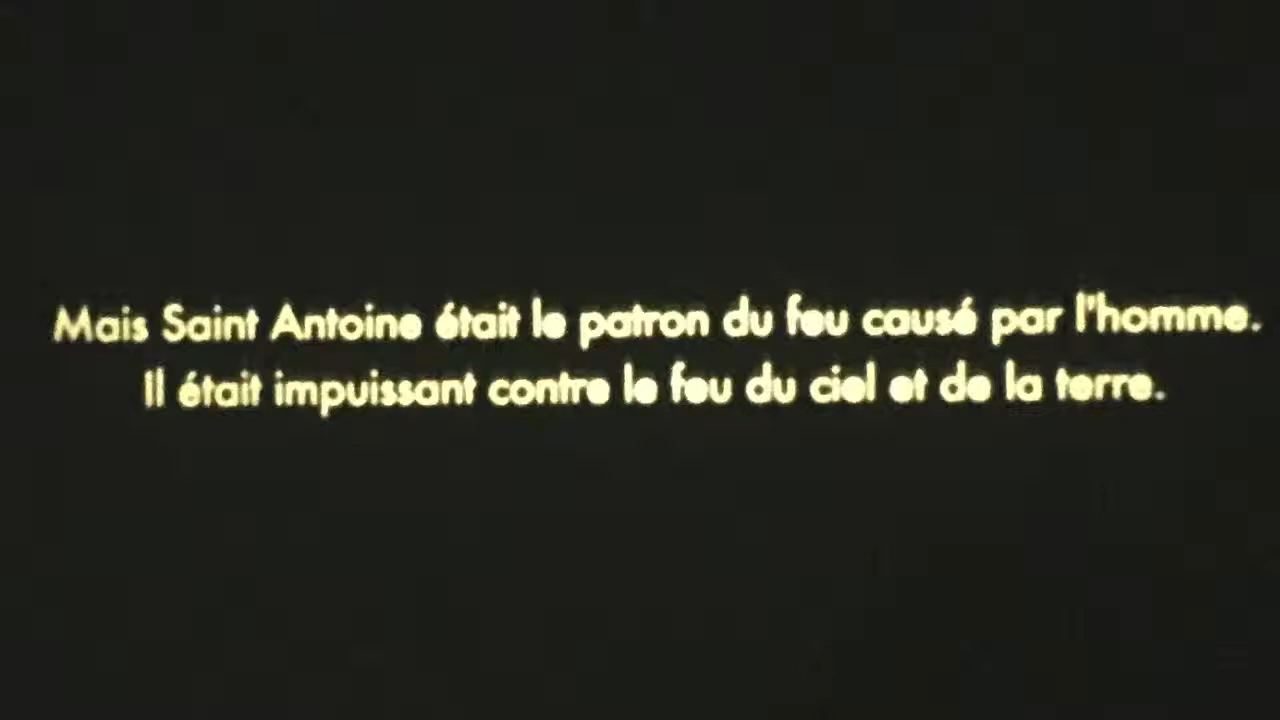 Mais Saint Antoine était le patron du feu causé par l'homme.
Il était impuissant contre le feu du ciel et de la terre.